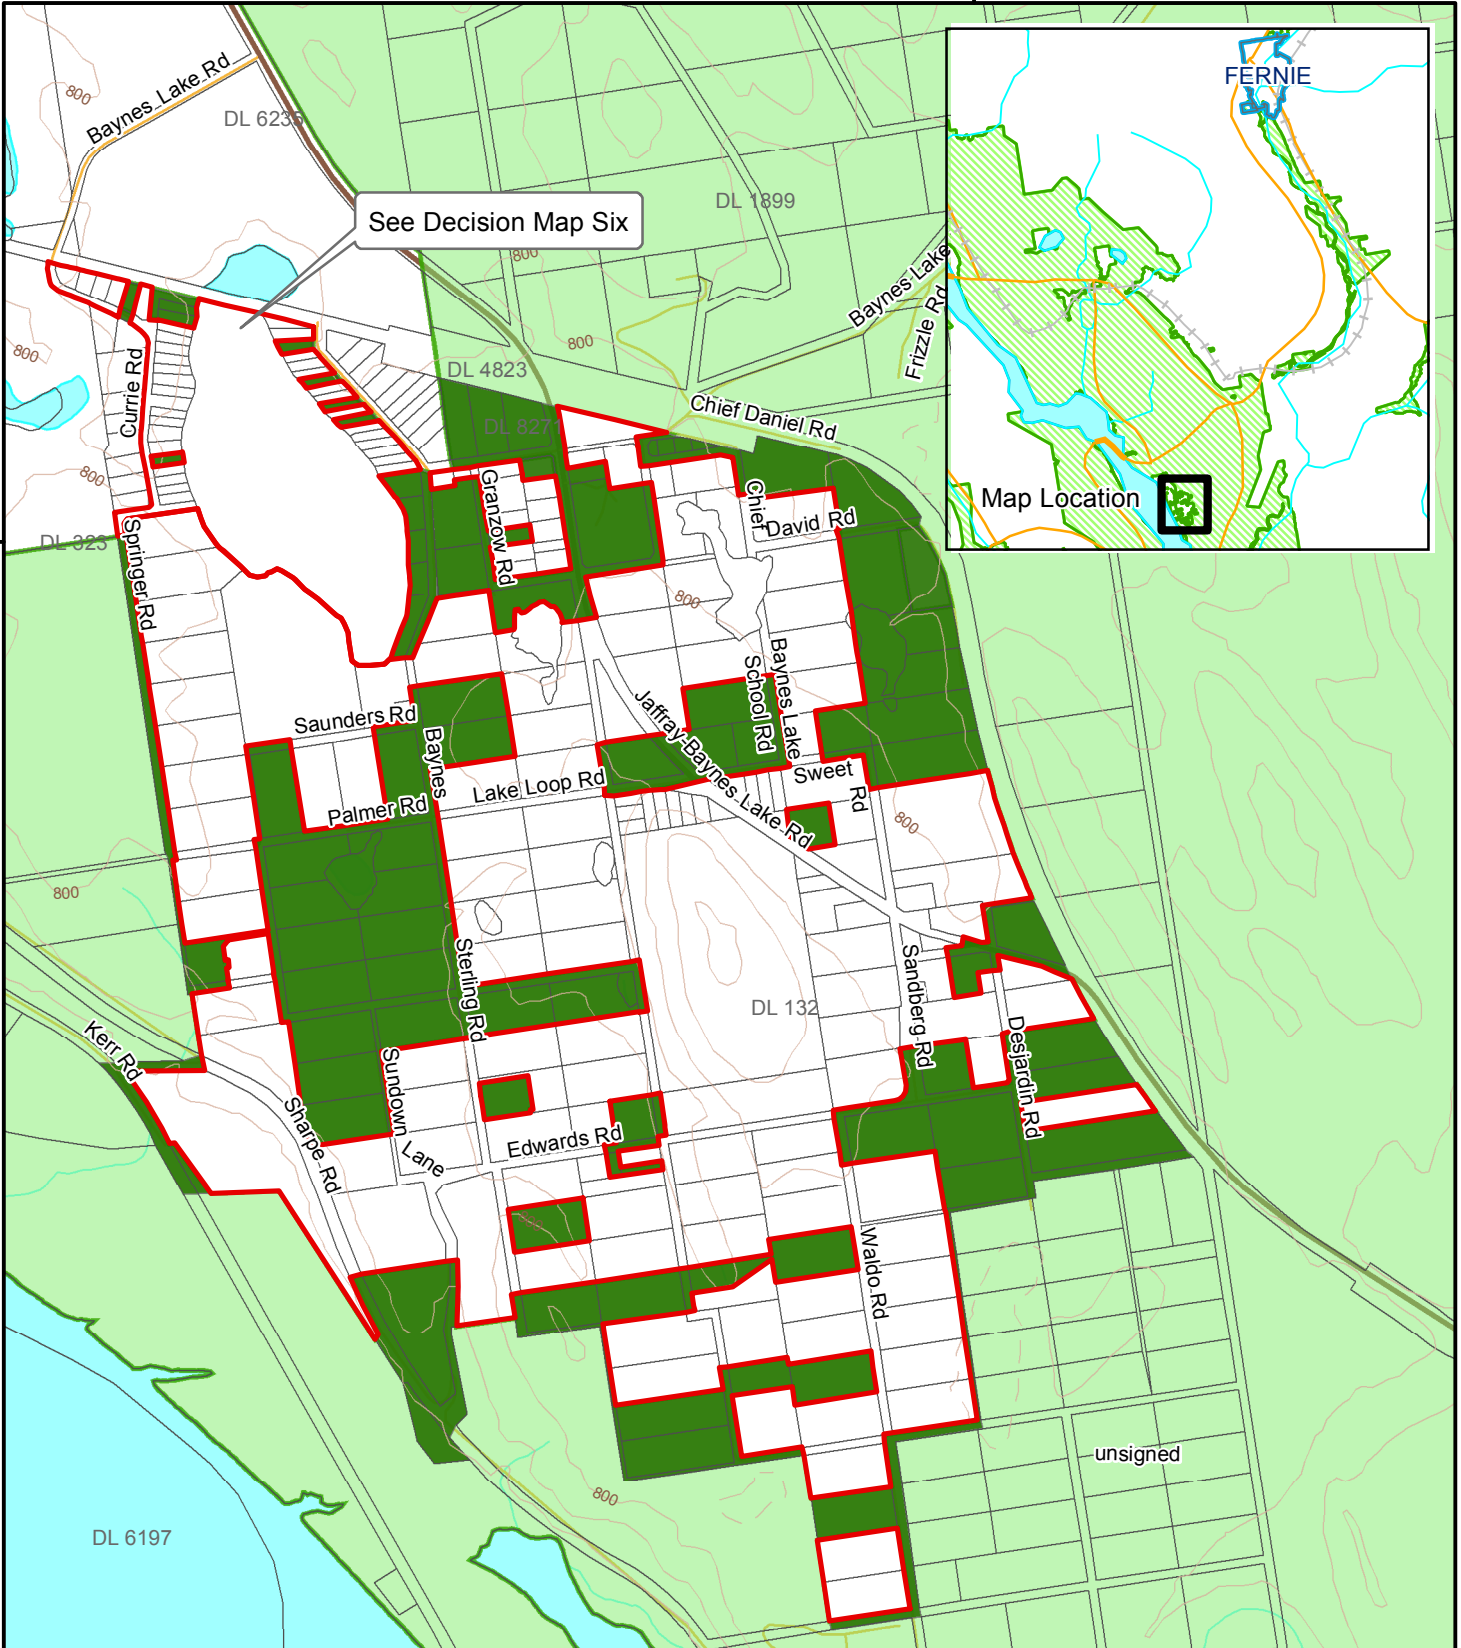 FERNIE
Baynes Lake Rd
800
DL 6235
DL 1899
See Decision Map Six
800
Baynes Lake
Frizzle Rd
800
800
Currie Rd
DL 4823
Chief Daniel Rd
DL 8271
800
Granzow Rd
Chief
David Rd
Map Location
DL 323
Springer Rd
800
School Rd
Baynes Lake
Jaffray-Baynes Lake Rd
Saunders Rd
Baynes
Lake Loop Rd
Sweet
Rd
Palmer Rd
800
800
Sterling Rd
Sandberg Rd
DL 132
Kerr Rd
Desjardin Rd
Sundown
Lane
Sharpe Rd
Edwards Rd
Waldo Rd
unsigned
800
DL 6197